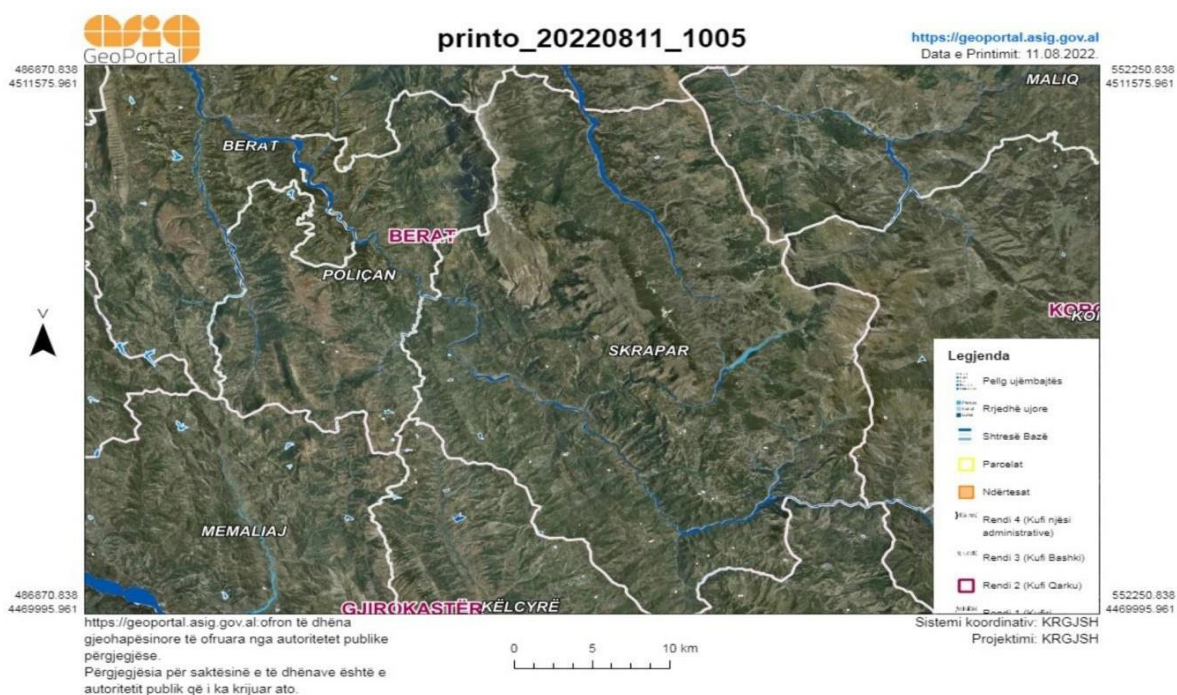 asig
GeoPortal
printo_20220811_1005
https://geoportal.asig.gov.al
Data e Printimit: 11.08.2022.
486870.838
4511575.961
552250.838
4511575.961
MALIQ
BERAT
BERAT
POLIÇAN
SKRAPAR
MEMALIAJ
GJIROKASTËR
KËLCYRË
Legjenda
Pellg ujëmbajtës
Rrjedhë ujore
Shtresë Bazë
Parcelat
Ndërtesat
Rendi 4 (Kufi njësi
administrative)
Rendi 3 (Kufi Bashki)
Rendi 2 (Kufi Qarku)
486870.838
4469995.961
552250.838
4469995.961
https://geoportal.asig.gov.al:ofron të dhëna
gjeohapësinore të ofruara nga autoritetet publike
përgjegjëse.
Përgjegjësia për saktësinë e të dhënave është e
autoritetit publik që i ka krijuar ato.
0 5 10 km
Sistemi koordinativ: KRGJSH
Projektimi: KRGJSH